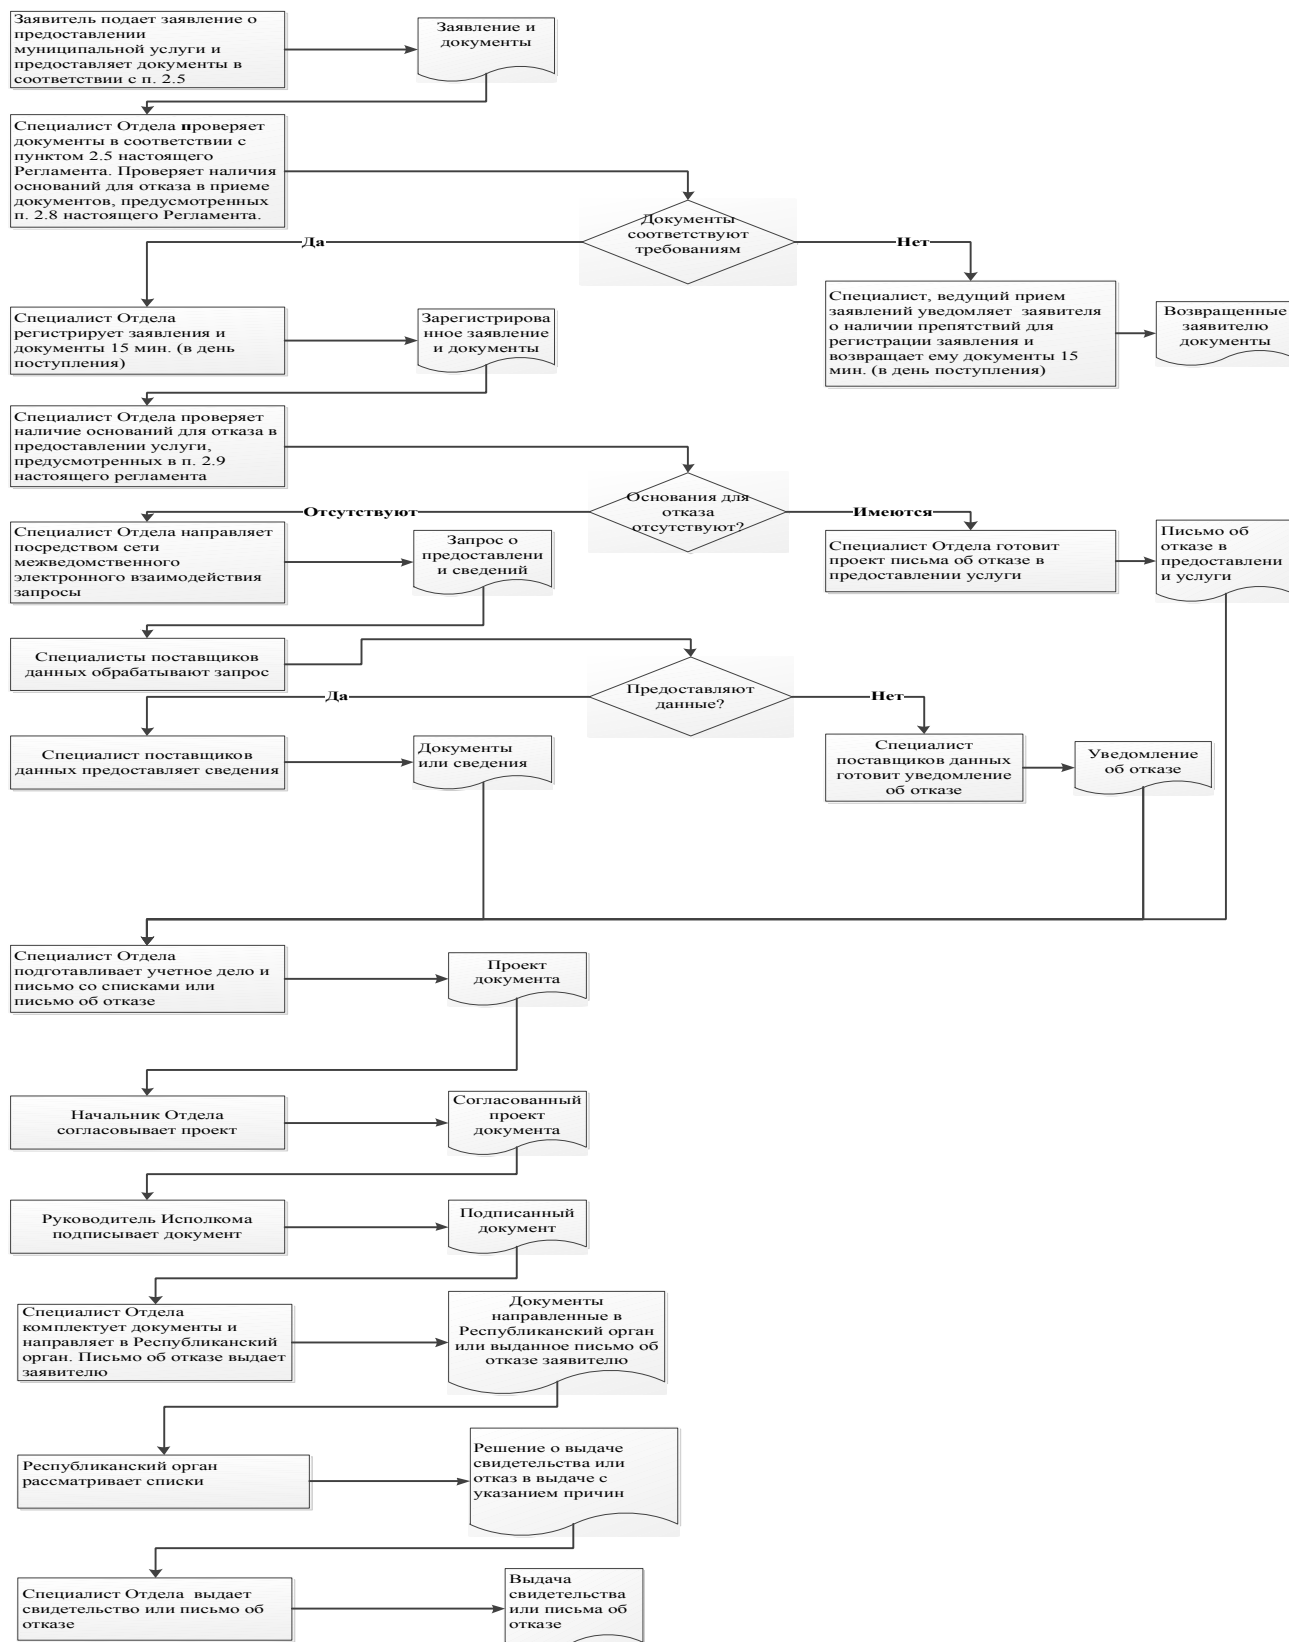 Заявитель подает заявление о
предоставлении
муниципальной услуги и
предоставляет документы в
соответствии с п. 2.5
Заявление и
документы
Специалист Отдела проверяет
документы в соответствии с
пунктом 2.5 настоящего
Регламента. Проверяет наличия
оснований для отказа в приеме
документов, предусмотренных
п. 2.8 настоящего Регламента.
Документы
соответствуют
требованиям
Да
Нет
Специалист Отдела
регистрирует заявления и
документы 15 мин. (в день
поступления)
Зарегистрирова
нное заявление
и документы
Специалист, ведущий прием
заявлений уведомляет заявителя
о наличии препятствий для
регистрации заявления и
возвращает ему документы 15
мин. (в день поступления)
Возвращенные
заявителю
документы
Специалист Отдела проверяет
наличие оснований для отказа в
предоставлении услуги,
предусмотренных в п. 2.9
настоящего регламента
Основания для
отказа
отсутствуют?
Отсутствуют
Имеются
Специалист Отдела направляет
посредством сети
межведомственного
электронного взаимодействия
запросы
Запрос о
предоставлени
и сведений
Специалист Отдела готовит
проект письма об отказе в
предоставлении услуги
Письмо об
отказе в
предоставлени
и услуги
Специалисты поставщиков
данных обрабатывают запрос
Предоставляют
данные?
Да
Нет
Специалист поставщиков
данных предоставляет сведения
Документы
или сведения
Специалист
поставщиков данных
готовит уведомление
об отказе
Уведомление
об отказе
Специалист Отдела
подготавливает учетное дело и
письмо со списками или
письмо об отказе
Проект
документа
Начальник Отдела
согласовывает проект
Согласованный
проект
документа
Руководитель Исполкома
подписывает документ
Подписанный
документ
Специалист Отдела
комплектует документы и
направляет в Республиканский
орган. Письмо об отказе выдает
заявителю
Документы
направленные в
Республиканский орган
или выданное письмо об
отказе заявителю
Республиканский орган
рассматривает списки
Решение о выдаче
свидетельства или
отказ в выдаче с
указанием причин
Специалист Отдела выдает
свидетельство или письмо об
отказе
Выдача
свидетельства
или письма об
отказе